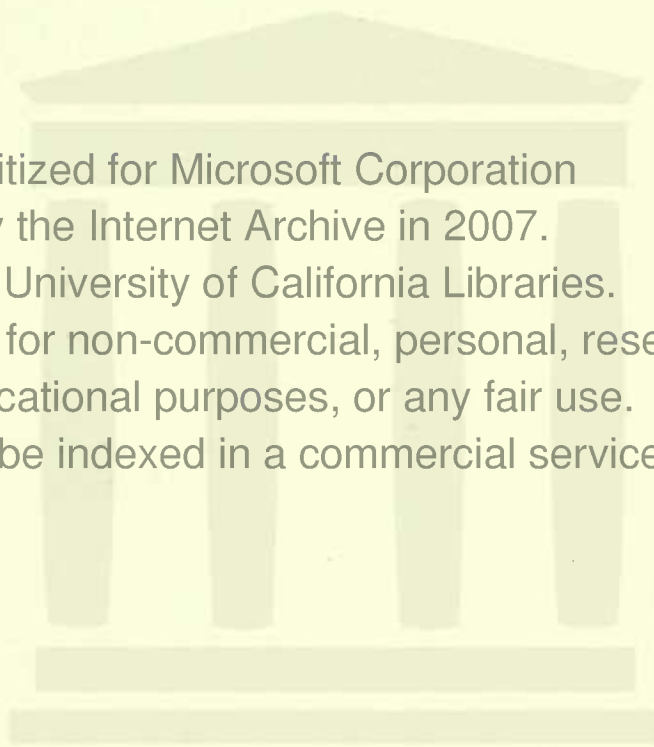 itized for Microsoft Corporation
the Internet Archive in 2007.
University of California Libraries.
for non-commercial, personal, rese
cational purposes, or any fair use.
be indexed in a commercial service